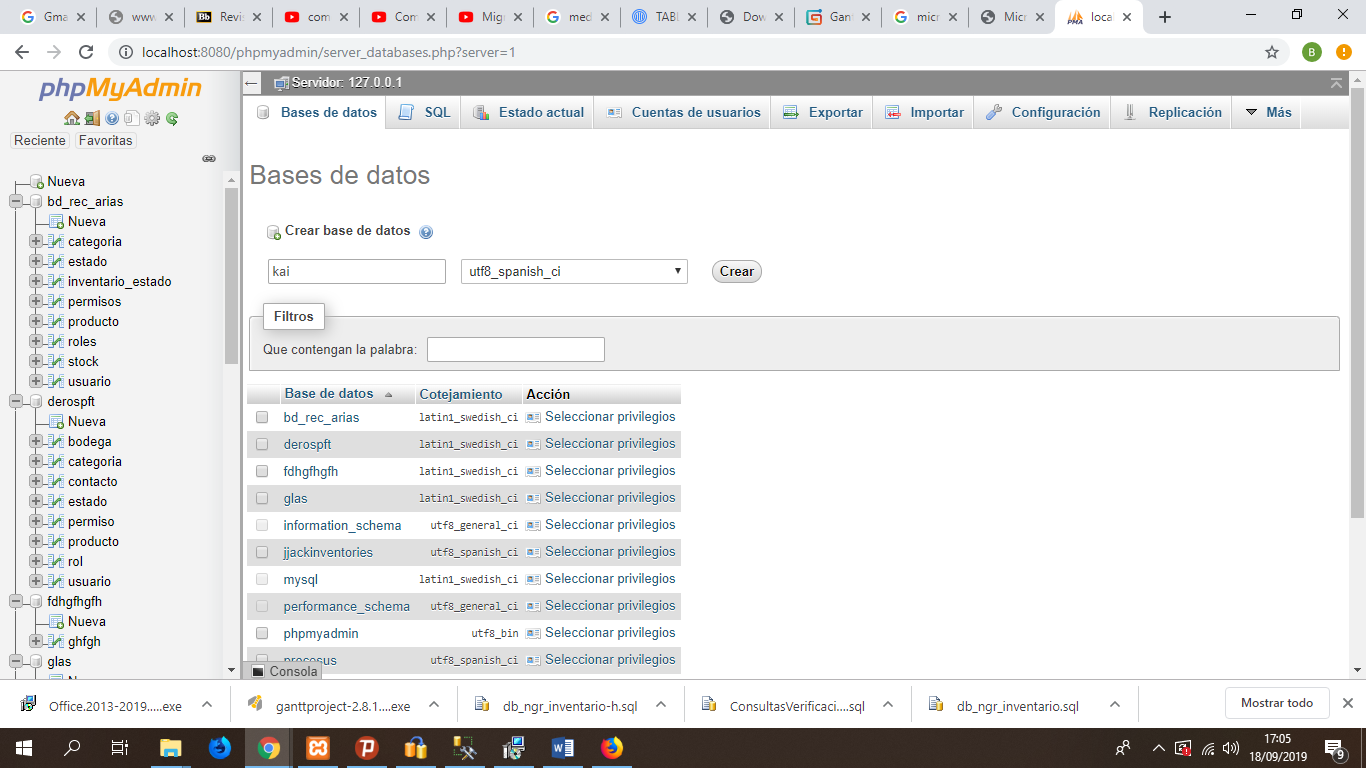 Gma
www
Bb Revis
com
Com
Migr
med
TABL
Dow
Gan
micr
Micr
PMA loca
localhost:8080/phpmyadmin/server_databases.php?server=1
B
phpMyAdmin
Reciente Favoritas
Nueva
bd_rec_arias
Nueva
categoria
estado
inventario_estado
permisos
producto
roles
stock
usuario
derospft
Nueva
bodega
categoria
contacto
estado
permiso
producto
rol
usuario
fdhgfhgfh
Nueva
ghfgh
glas
Servidor: 127.0.0.1
Bases de datos SQL Estado actual Cuentas de usuarios Exportar Importar Configuración Replicación Más
Bases de datos
Crear base de datos
kai utf8_spanish_ci Crear
Filtros
Que contengan la palabra:
Base de datos Cotejamiento Acción
bd_rec_arias latin1_swedish_ci Seleccionar privilegios
derospft latin1_swedish_ci Seleccionar privilegios
fdhgfhgfh latin1_swedish_ci Seleccionar privilegios
glas latin1_swedish_ci Seleccionar privilegios
information_schema utf8_general_ci Seleccionar privilegios
jjackinventories utf8_spanish_ci Seleccionar privilegios
mysql latin1_swedish_ci Seleccionar privilegios
performance_schema utf8_general_ci Seleccionar privilegios
phpmyadmin utf8_bin Seleccionar privilegios
procesus utf8_spanish_ci Seleccionar privilegios
Consola
Office.2013-2019.....exe
ganttproject-2.8.1....exe
db_ngr_inventario-h.sql
ConsultasVerificaci....sql
db_ngr_inventario.sql
Mostrar todo
17:05
18/09/2019
9